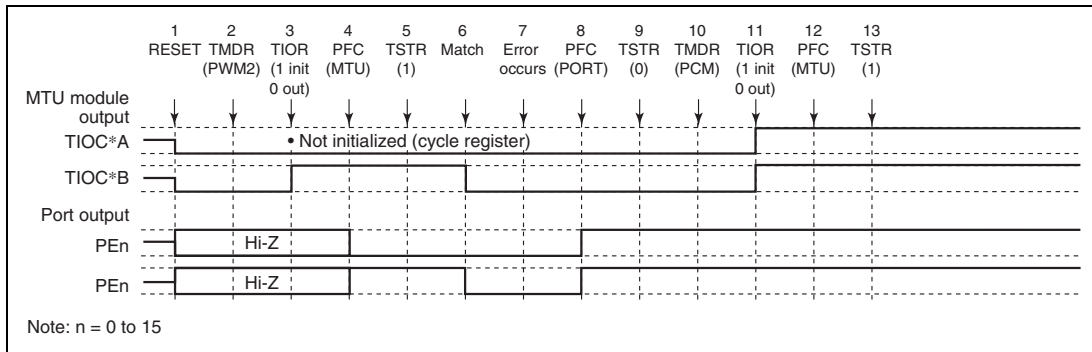 1 2 3 4 5 6 7 8 9 10 11 12 13
RESET TMDR TIOR PFC TSTR Match Error PFC TSTR TMDR TIOR PFC TSTR
(PWM2) (1 init (MTU) (1) occurs (PORT) (0) (PCM) (1 init (MTU) (1)
0 out) 0 out)
MTU module
output
TIOC*A
• Not initialized (cycle register)
TIOC*B
Port output
PEn
Hi-Z
PEn
Hi-Z
Note: n = 0 to 15